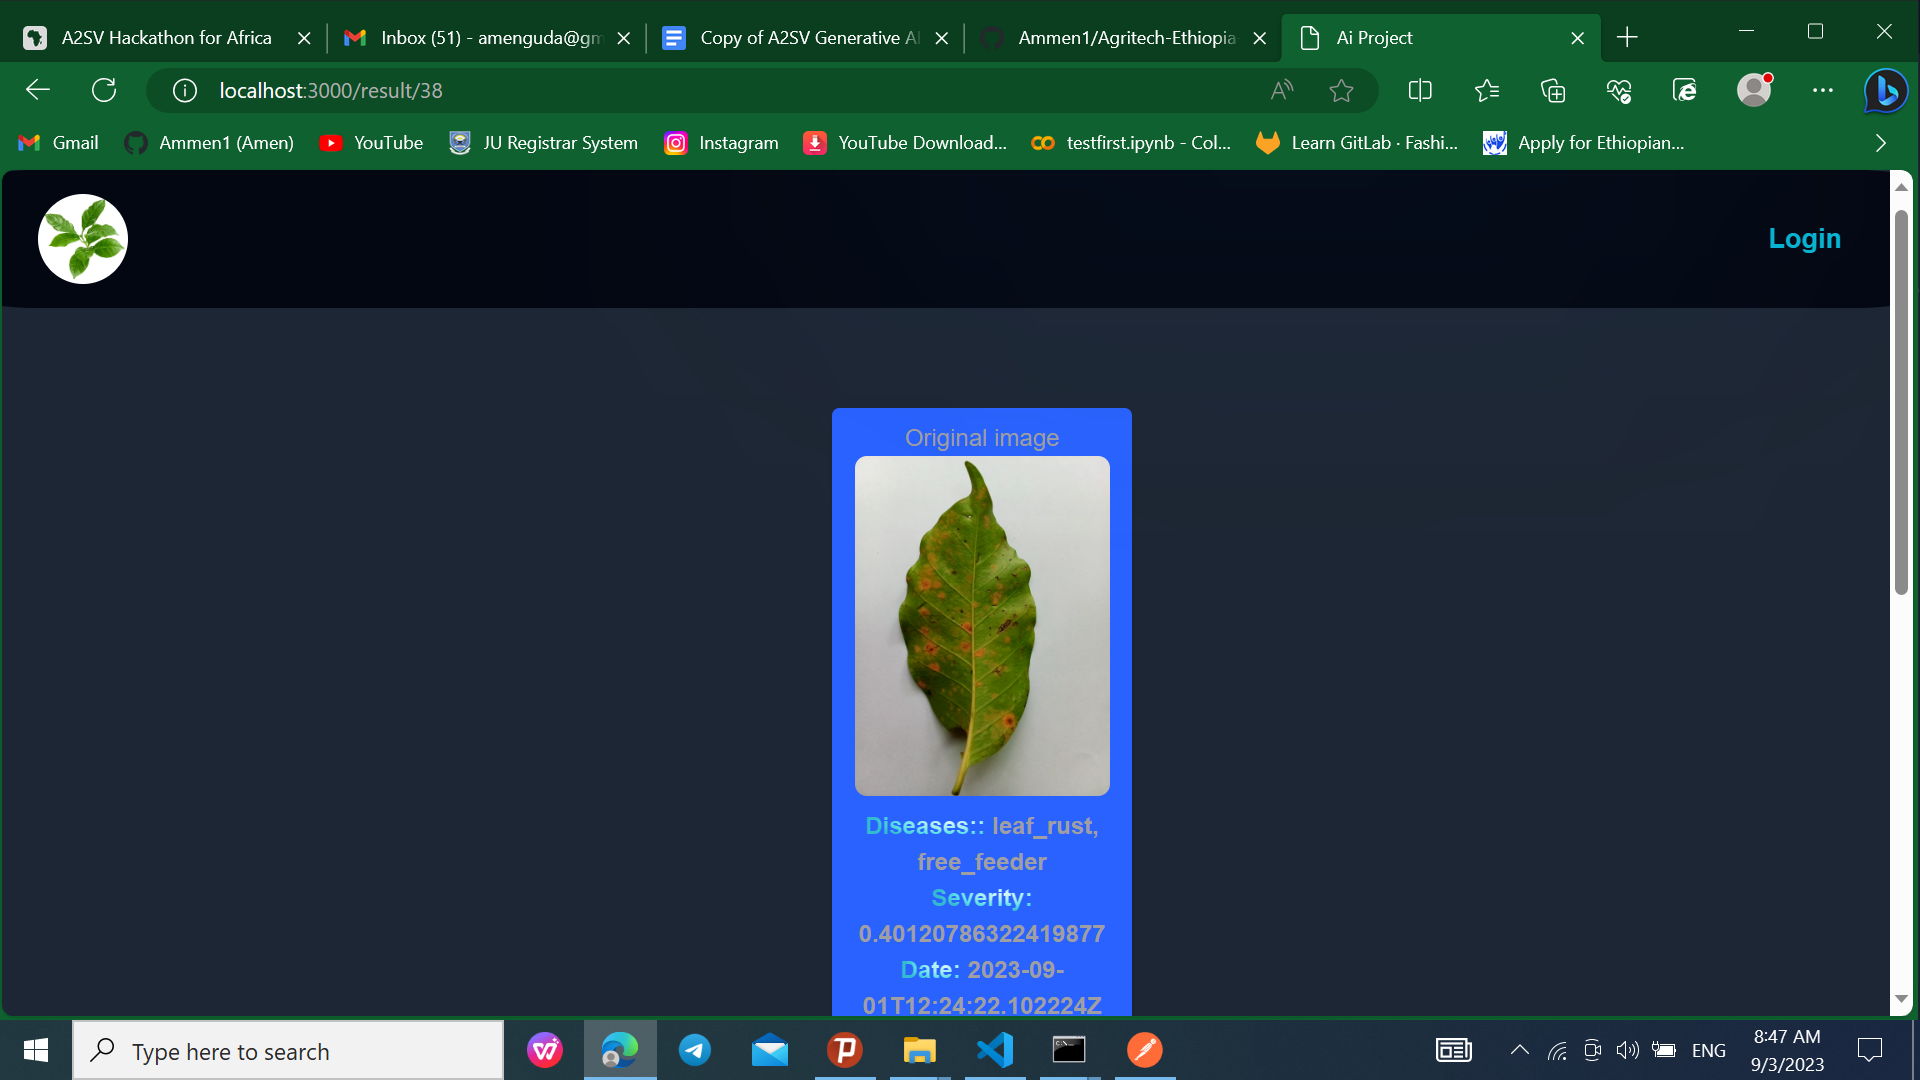 A2SV Hackathon for Africa
Inbox (51) - amenguda@gm
Copy of A2SV Generative AI
Ammen1/Agritech-Ethiopia-
Ai Project
localhost:3000/result/38
Gmail
Ammen1 (Amen)
YouTube
JU Registrar System
Instagram
YouTube Download...
testfirst.ipynb - Col...
Learn GitLab · Fashi...
Apply for Ethiopian...
Login
Original image
Diseases:: leaf_rust,
free_feeder
Severity:
0.40120786322419877
Date: 2023-09-
01T12:24:22.102224Z
Type here to search
ENG
8:47 AM
9/3/2023